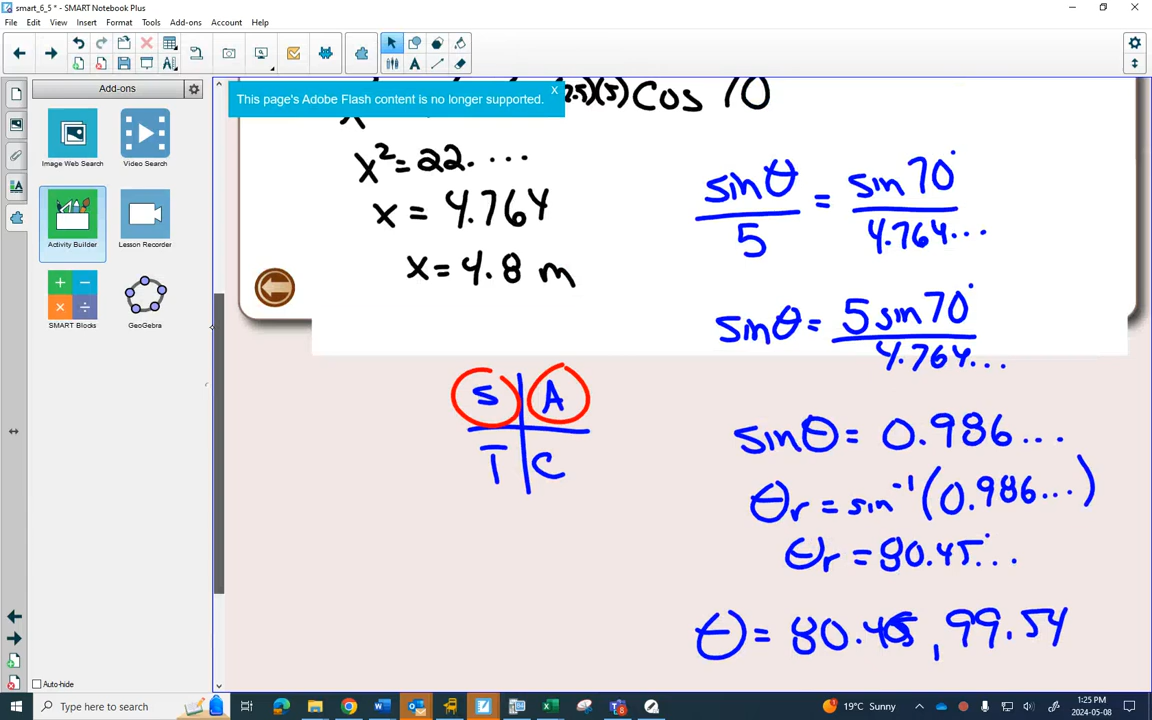 smart_6_5 * - SMART Notebook Plus
File Edit View Insert Format Tools Add-ons Account Help
Add-ons
Image Web Search
Video Search
Activity Builder
Lesson Recorder
SMART Blocks
GeoGebra
Auto-hide
This page's Adobe Flash content is no longer supported. X
.5)(5) Cos 70
x² = 22. ....
x = 4.764
x = 4.8 m
sinθ/5 = sin 70°/4.764...
sinθ = 5 sin 70°/4.764...
S A
T C
sinθ = 0.986...
θr = sin⁻¹(0.986...)
θr = 80.45°..
θ = 80.45, 99.54
Type here to search
19°C Sunny
1:25 PM
2024-05-08